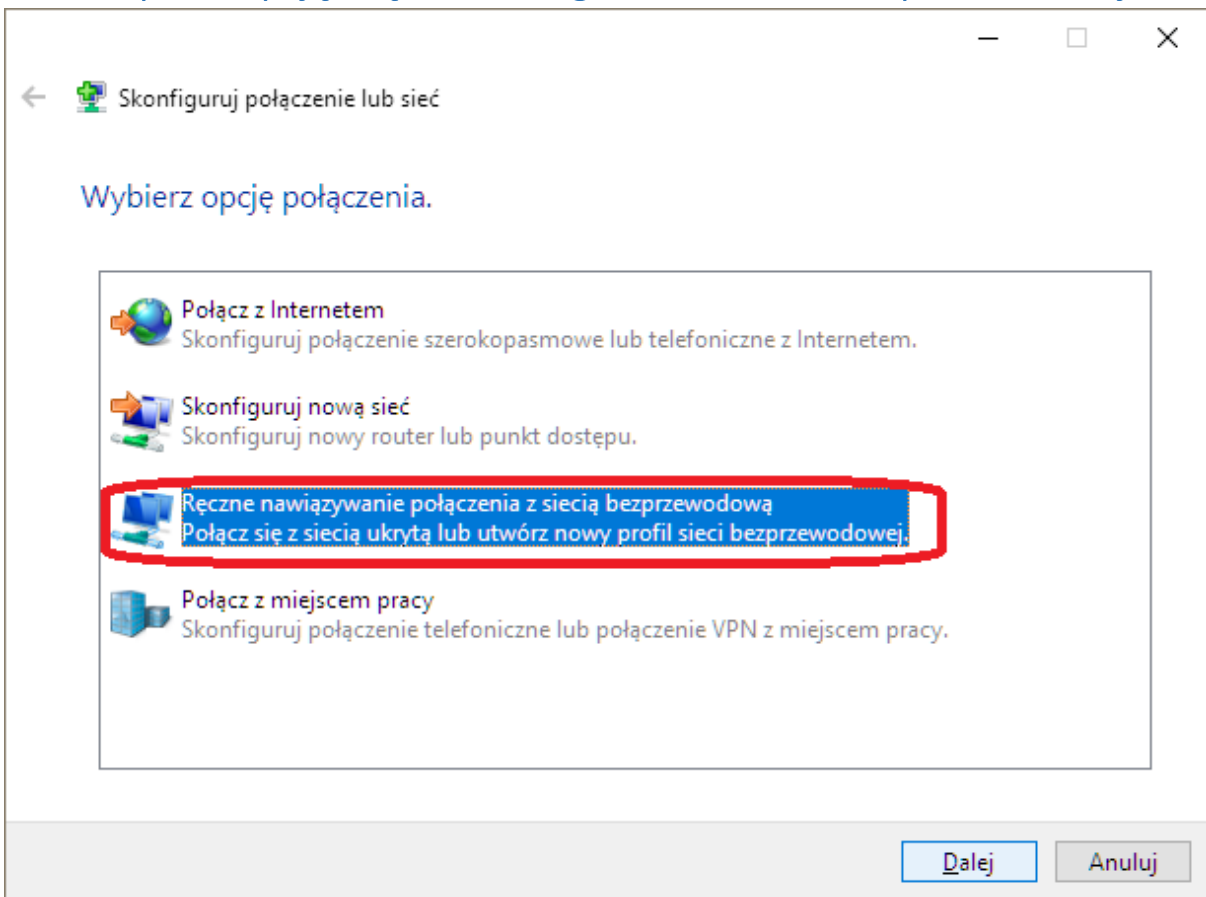 Skonfiguruj połączenie lub sieć
Wybierz opcję połączenia.
Połącz z Internetem
Skonfiguruj połączenie szerokopasmowe lub telefoniczne z Internetem.
Skonfiguruj nową sieć
Skonfiguruj nowy router lub punkt dostępu.
Ręczne nawiązywanie połączenia z siecią bezprzewodową
Połącz się z siecią ukrytą lub utwórz nowy profil sieci bezprzewodowej.
Połącz z miejscem pracy
Skonfiguruj połączenie telefoniczne lub połączenie VPN z miejscem pracy.
Dalej
Anuluj